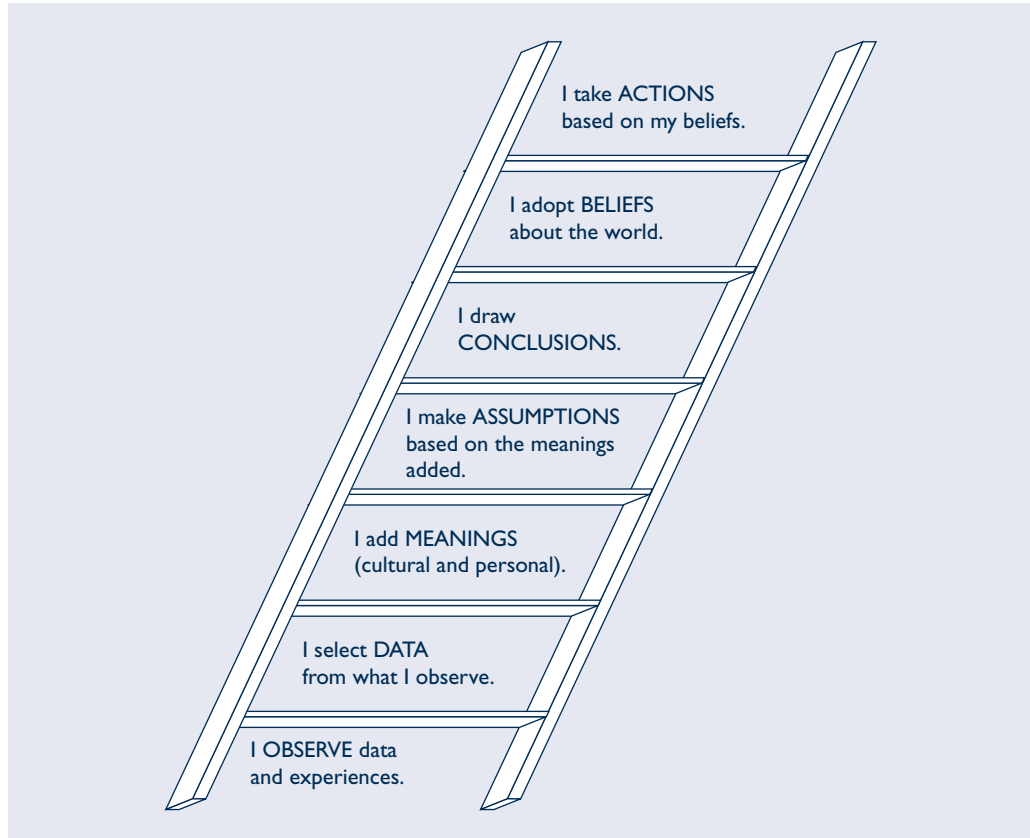 I take ACTIONS
based on my beliefs.
I adopt BELIEFS
about the world.
I draw
CONCLUSIONS.
I make ASSUMPTIONS
based on the meanings
added.
I add MEANINGS
(cultural and personal).
I select DATA
from what I observe.
I OBSERVE data
and experiences.